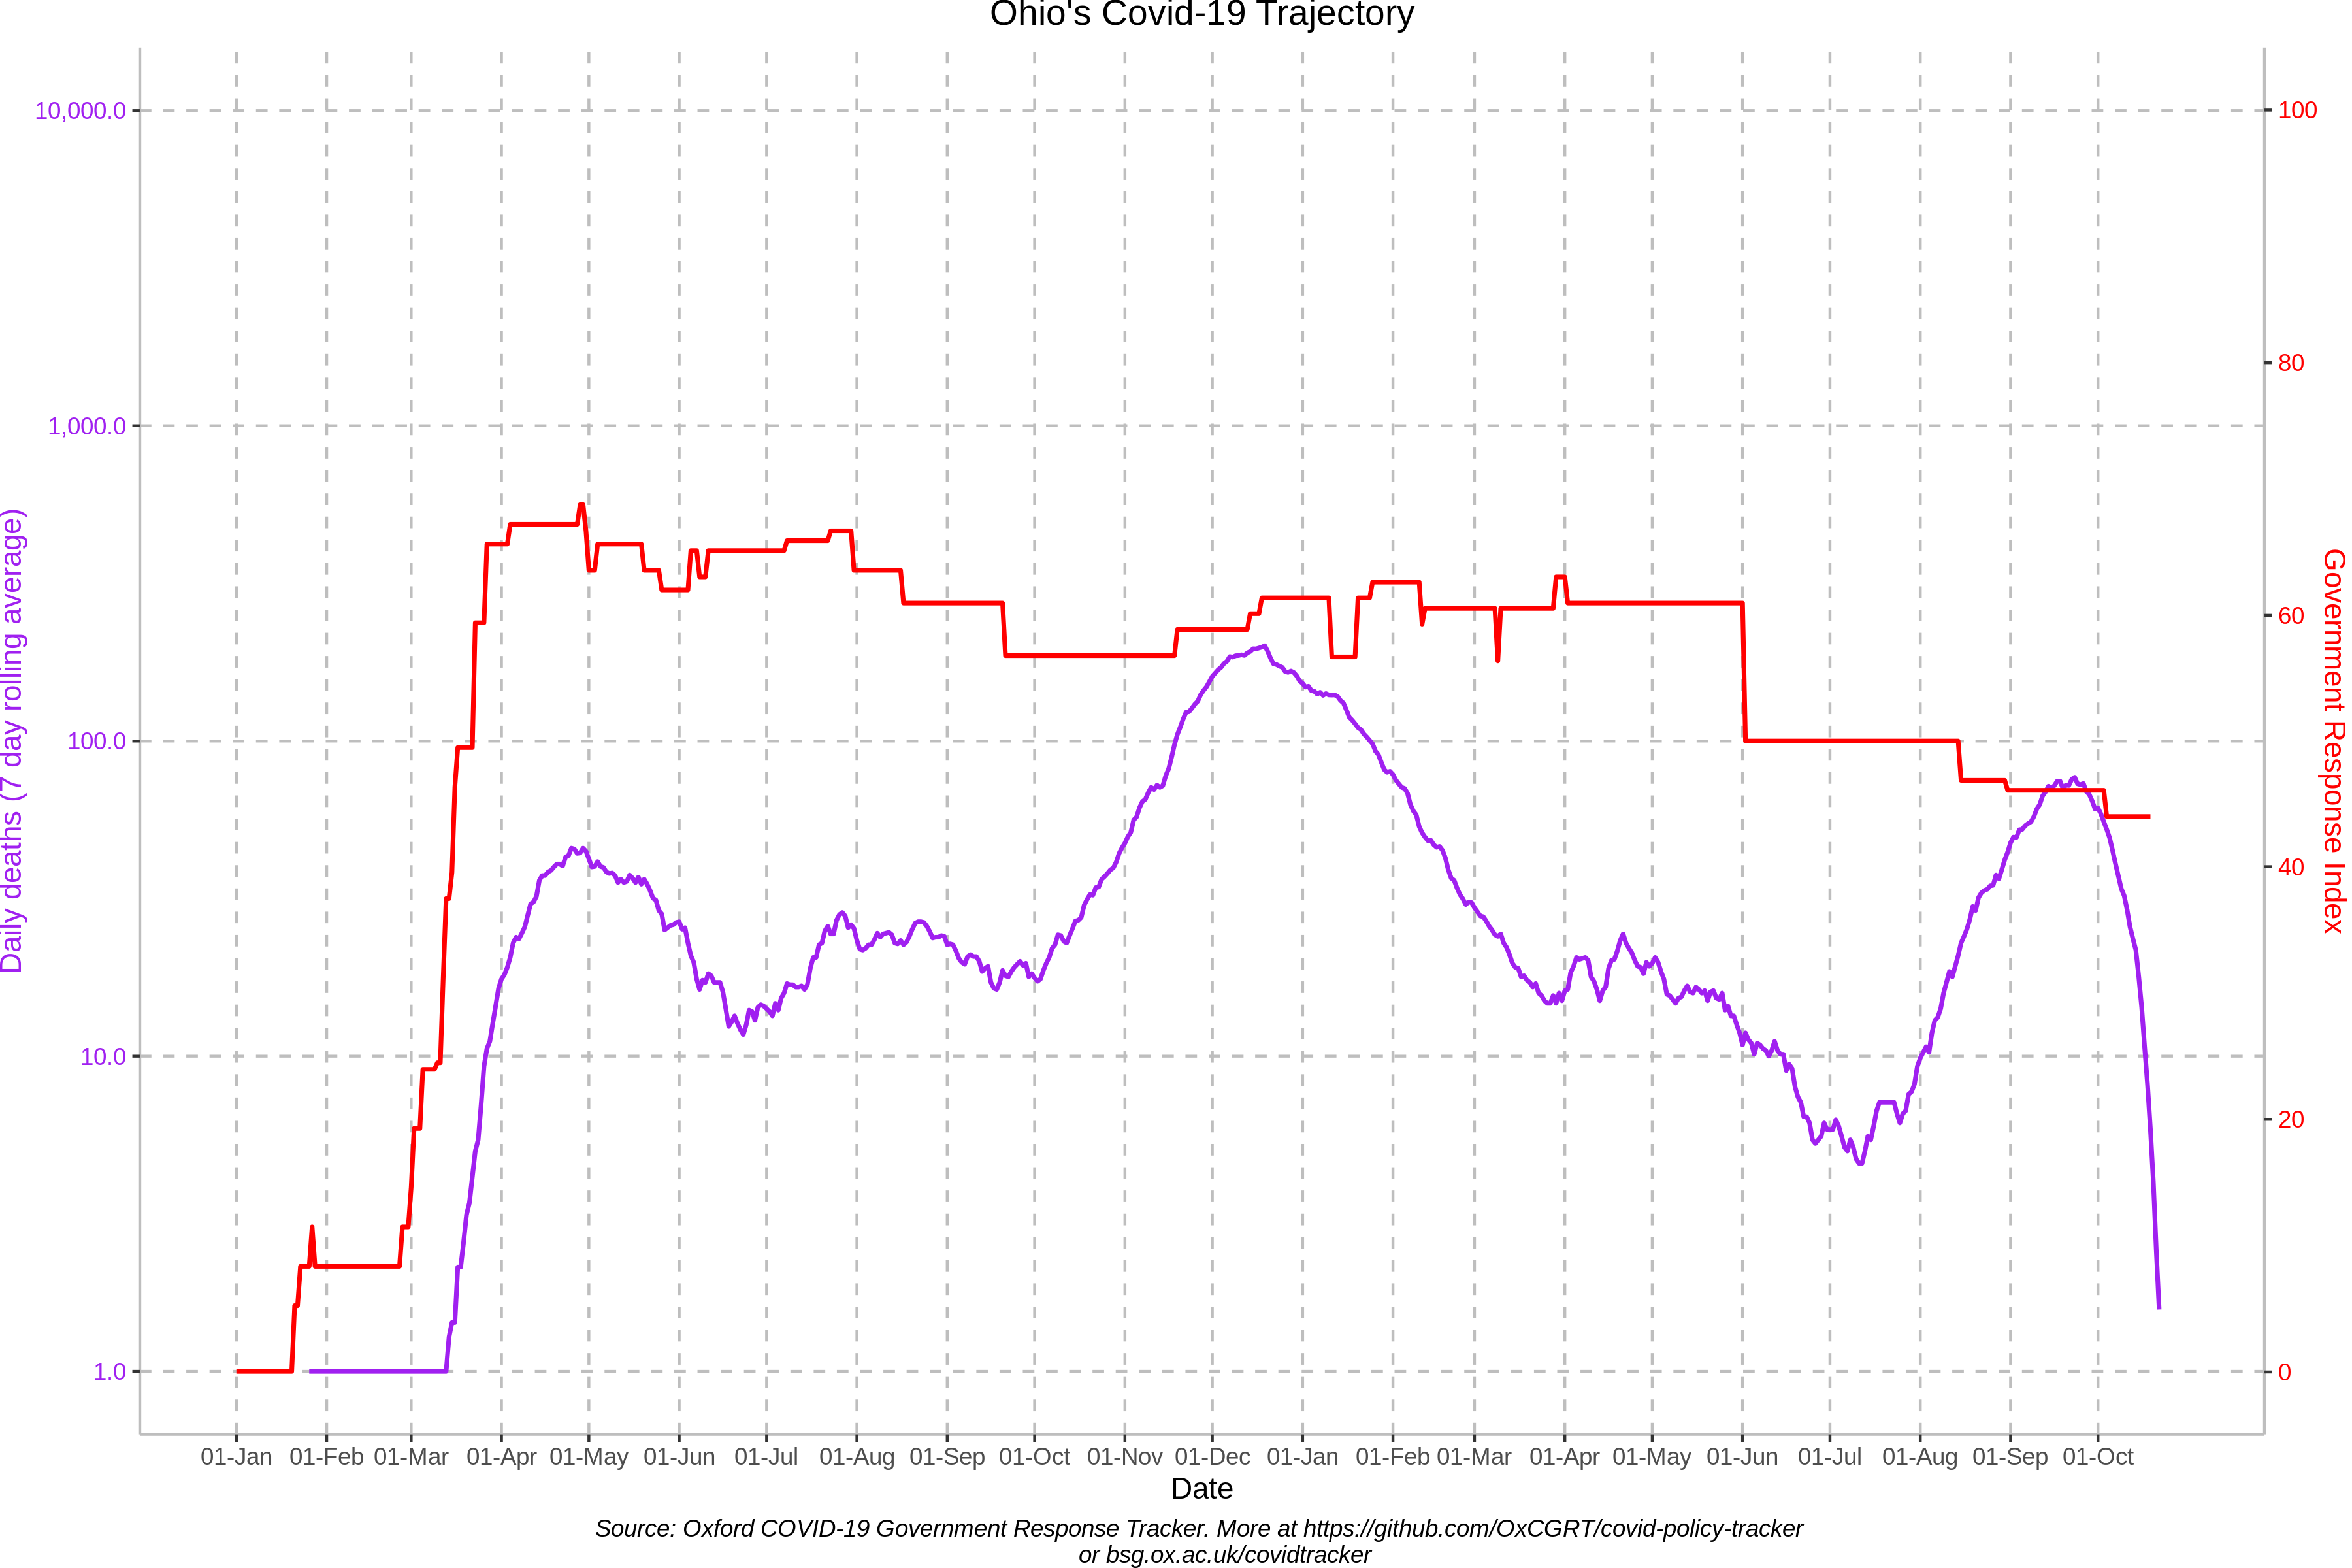 Ohio's Covid-19 Trajectory
10,000.0
1,000.0
100.0
10.0
1.0
Daily deaths (7 day rolling average)
100
80
60
40
20
0
Government Response Index
01-Jan 01-Feb 01-Mar 01-Apr 01-May 01-Jun 01-Jul 01-Aug 01-Sep 01-Oct 01-Nov 01-Dec 01-Jan 01-Feb 01-Mar 01-Apr 01-May 01-Jun 01-Jul 01-Aug 01-Sep 01-Oct
Date
Source: Oxford COVID-19 Government Response Tracker. More at https://github.com/OxCGRT/covid-policy-tracker
or bsg.ox.ac.uk/covidtracker